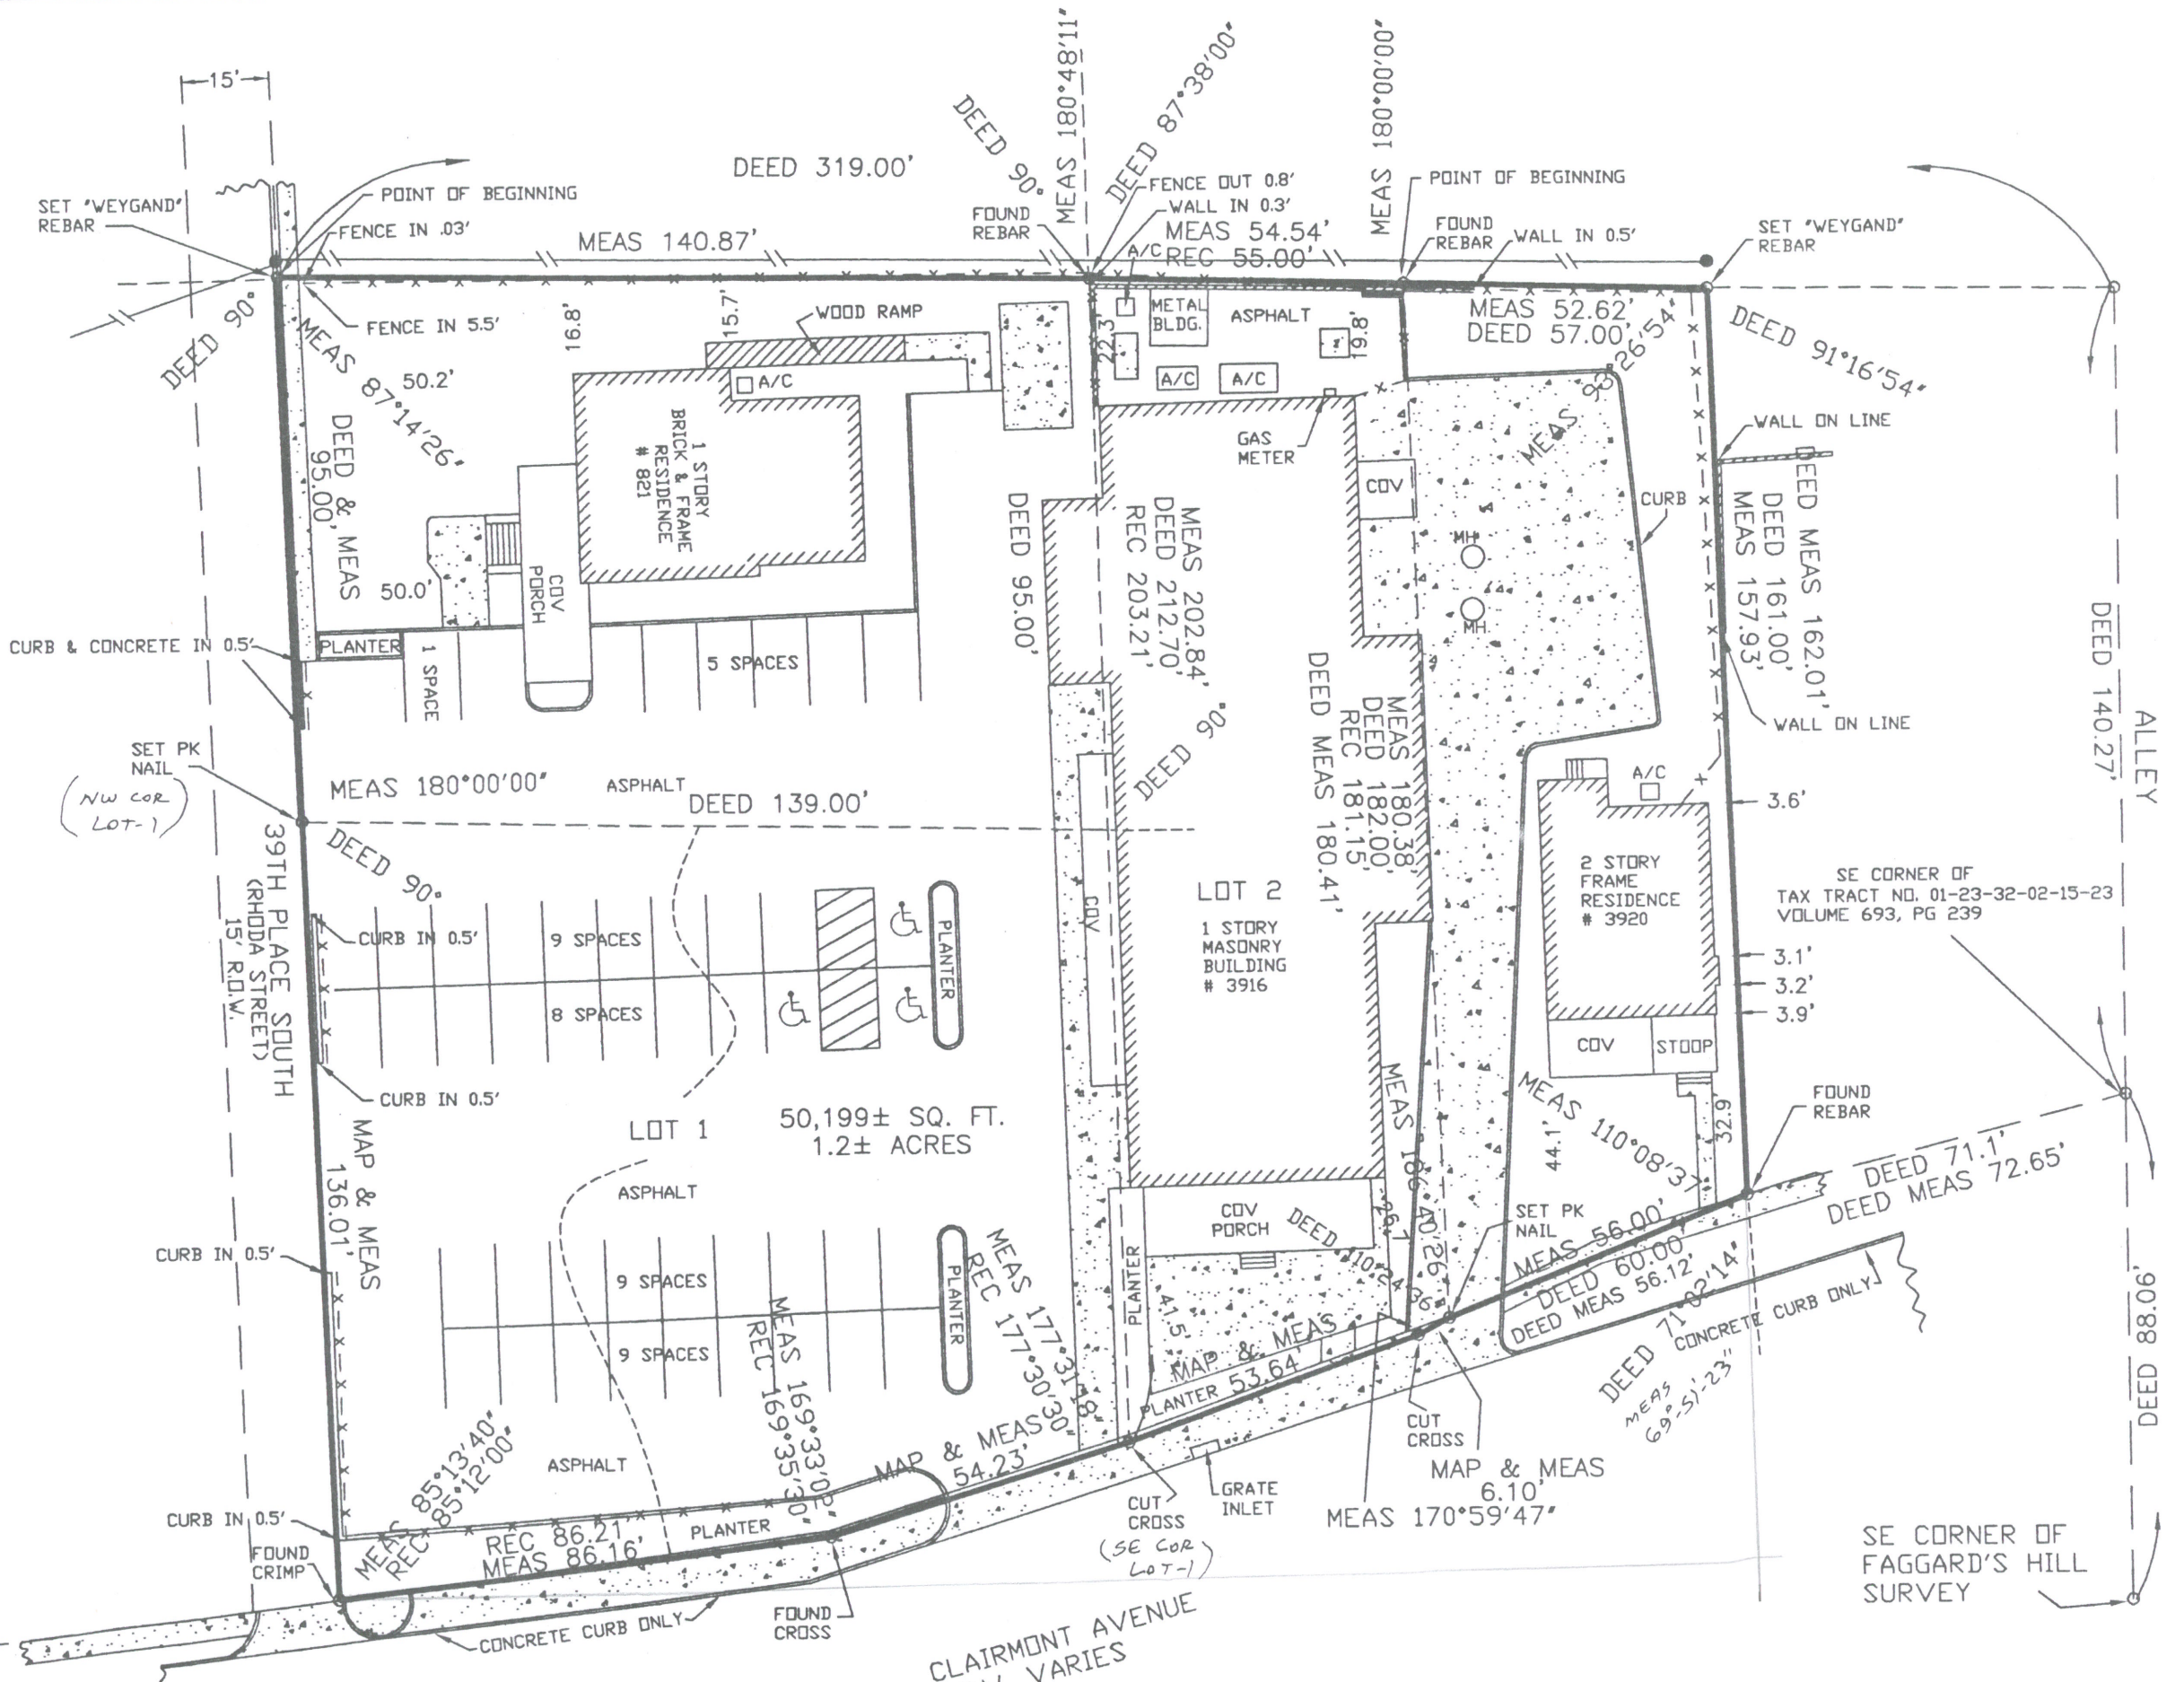 15'
DEED 319.00'
DEED 90°
MEAS 180°48'11"
DEED 87°38'00"
MEAS 180°00'00"
SET "WEYGAND"
REBAR
POINT OF BEGINNING
FENCE IN .03'
MEAS 140.87'
FOUND
REBAR
FENCE OUT 0.8'
WALL IN 0.3'
MEAS 54.54'
REC 55.00'
A/C
POINT OF BEGINNING
FOUND
REBAR
WALL IN 0.5'
SET "WEYGAND"
REBAR
DEED 90°
MEAS 87°14'26"
FENCE IN 5.5'
16.8'
15.7'
WOOD RAMP
22.3'
METAL
BLDG.
ASPHALT
19.8'
MEAS 52.62'
DEED 57.00'
MEAS 93°26'54"
DEED 91°16'54"
50.2'
A/C
A/C
A/C
DEED & MEAS
95.00'
1 STORY
BRICK & FRAME
RESIDENCE
# 821
GAS
METER
WALL ON LINE
COV
CURB
DEED MEAS 162.01'
DEED 161.00'
MEAS 157.93'
50.0'
COV
PORCH
DEED 95.00'
MEAS 202.84'
DEED 212.70'
REC 203.21'
MH
MH
CURB & CONCRETE IN 0.5'
PLANTER
1 SPACE
5 SPACES
DEED 90°
DEED MEAS 180.41'
MEAS 180.38'
DEED 182.00'
REC 181.15'
WALL ON LINE
DEED 140.27'
ALLEY
SET PK
NAIL
(NW COR
LOT-1)
MEAS 180°00'00"
ASPHALT
DEED 139.00'
A/C
3.6'
39TH PLACE SOUTH
(RHODA STREET)
15' R.O.W.
DEED 90°
COV
LOT 2
1 STORY
MASONRY
BUILDING
# 3916
2 STORY
FRAME
RESIDENCE
# 3920
SE CORNER OF
TAX TRACT NO. 01-23-32-02-15-23
VOLUME 693, PG 239
CURB IN 0.5'
9 SPACES
PLANTER
8 SPACES
3.1'
3.2'
3.9'
COV
STOOP
CURB IN 0.5'
MAP & MEAS
136.01'
LOT 1
50,199± SQ. FT.
1.2± ACRES
ASPHALT
MEAS 186°40'26"
MEAS 110°08'37"
44.1'
32.9'
FOUND
REBAR
DEED 71.1'
DEED MEAS 72.65'
COV
PORCH
DEED 110°24'36"
26.7'
SET PK
NAIL
CURB IN 0.5'
9 SPACES
9 SPACES
PLANTER
MEAS 177°31'18"
REC 177°30'30"
PLANTER
41.5'
MAP & MEAS
53.64'
PLANTER
MEAS 56.00'
DEED 60.00'
DEED MEAS 56.12'
DEED 71°02'14"
MEAS
69°-51'-23"
CONCRETE CURB ONLY
DEED 88.06'
MEAS 169°33'02"
REC 169°35'30"
MEAS 85°13'40"
REC 85°12'00"
ASPHALT
MAP & MEAS
54.23'
CUT
CROSS
MAP & MEAS
6.10'
MEAS 170°59'47"
CURB IN 0.5'
FOUND
CRIMP
REC 86.21'
MEAS 86.16'
PLANTER
CUT
CROSS
(SE COR
LOT-1)
GRATE
INLET
SE CORNER OF
FAGGARD'S HILL
SURVEY
CONCRETE CURB ONLY
FOUND
CROSS
CLAIRMONT AVENUE
VARIES